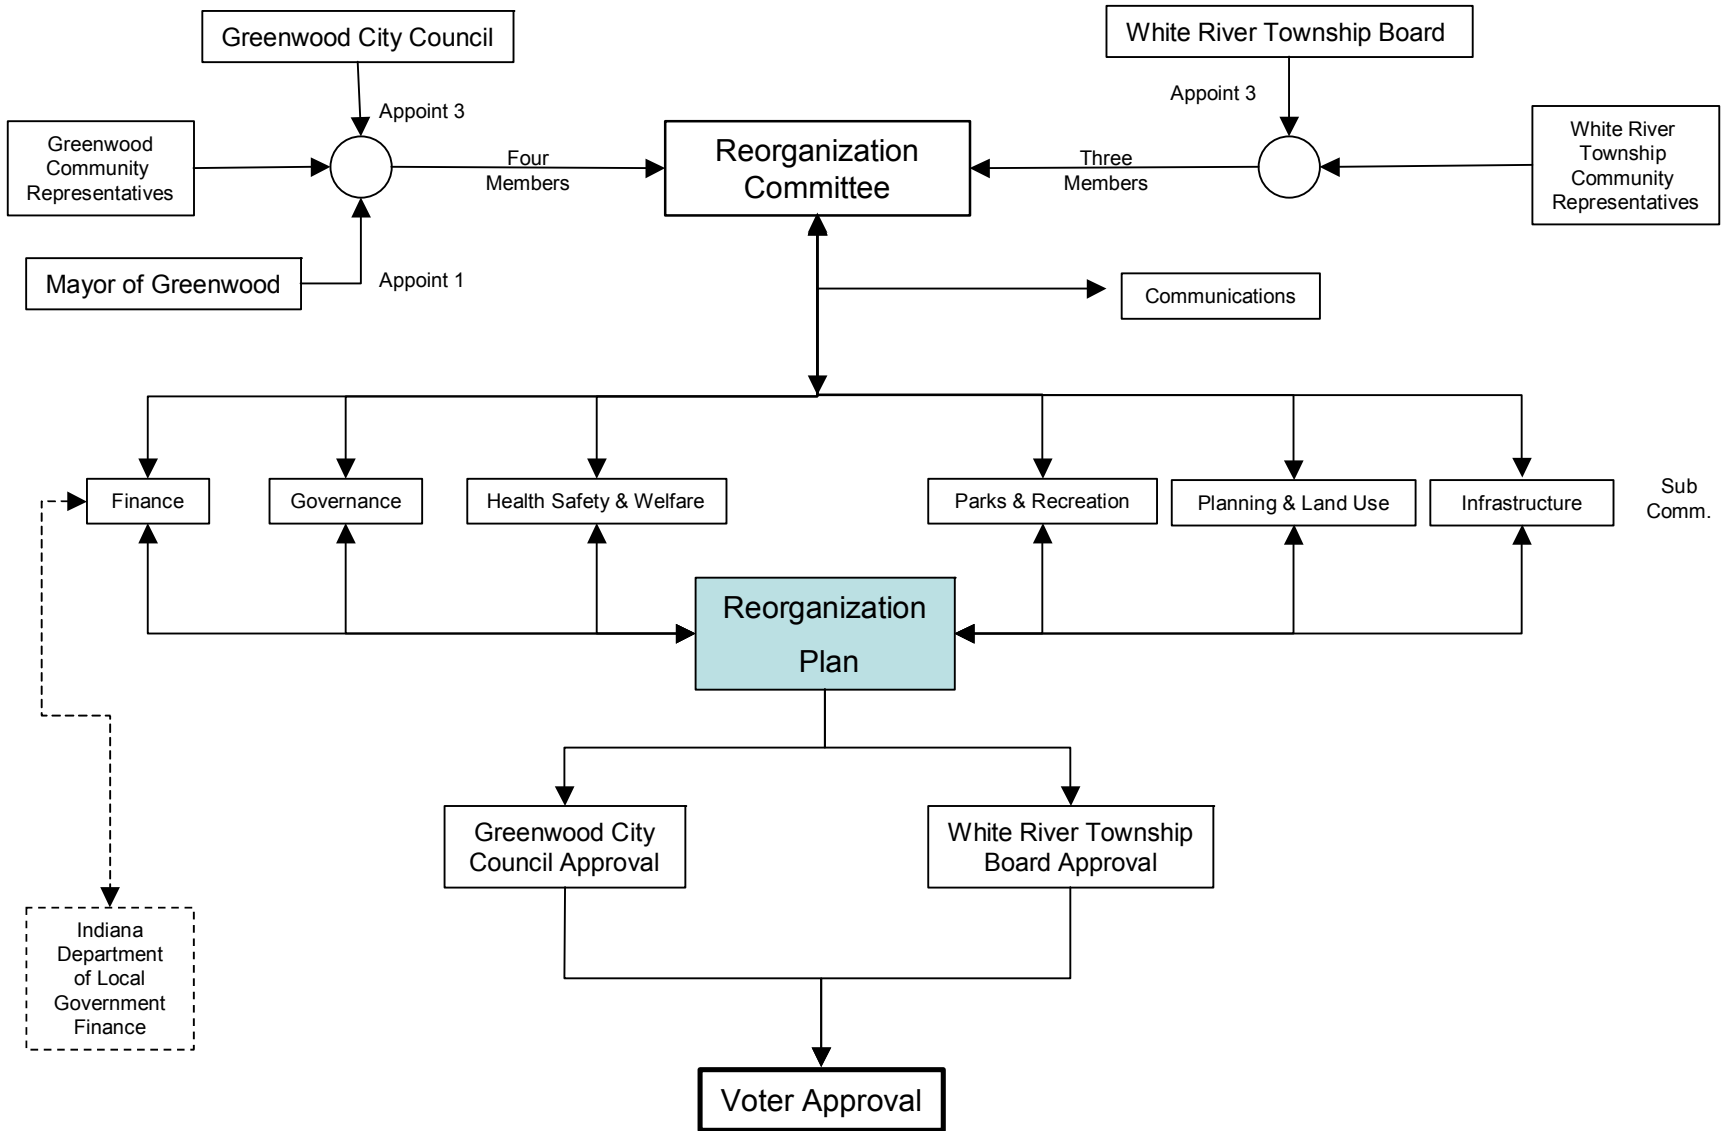 Greenwood City Council
White River Township Board
Appoint 3
Appoint 3
Greenwood
Community
Representatives
Four
Members
Reorganization
Committee
Three
Members
White River
Township
Community
Representatives
Mayor of Greenwood
Appoint 1
Communications
Finance
Governance
Health Safety & Welfare
Parks & Recreation
Planning & Land Use
Infrastructure
Sub
Comm.
Reorganization
Plan
Greenwood City
Council Approval
White River Township
Board Approval
Indiana
Department
of Local
Government
Finance
Voter Approval